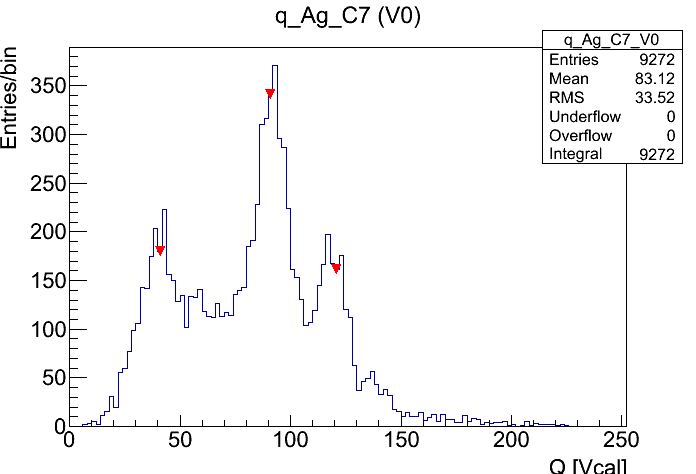 q_Ag_C7 (V0)
q_Ag_C7_V0
Entries 9272
Mean 83.12
RMS 33.52
Underflow 0
Overflow 0
Integral 9272
Entries/bin
350
300
250
200
150
100
50
0
0 50 100 150 200 250
Q [Vcal]